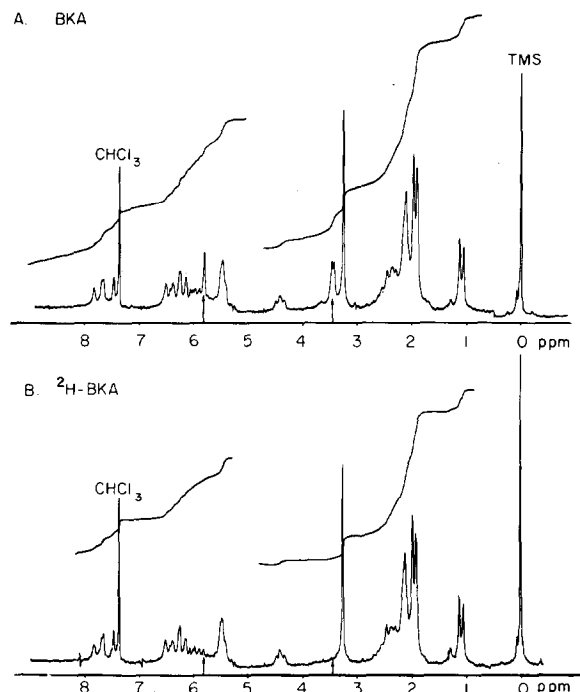 A. BKA
TMS
CHCl₃
8 7 6 5 4 3 2 1 0 ppm
B. ²H-BKA
CHCl₃
8 7 6 5 4 3 2 1 0 ppm